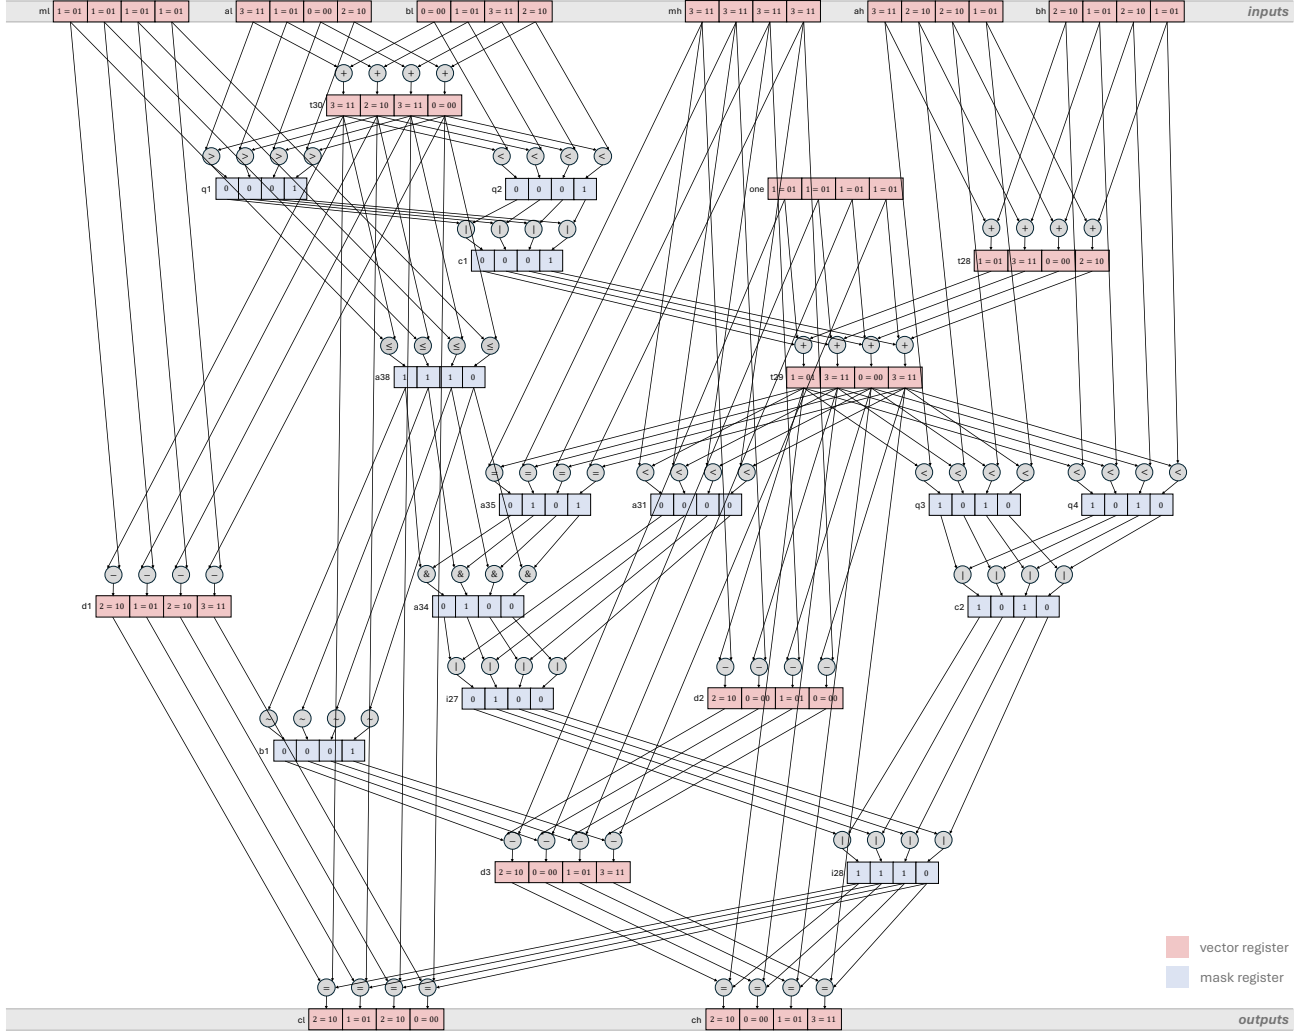 ml 1 = 01 1 = 01 1 = 01 1 = 01 al 3 = 11 1 = 01 0 = 00 2 = 10 bl 0 = 00 1 = 01 3 = 11 2 = 10 mh 3 = 11 3 = 11 3 = 11 3 = 11 ah 3 = 11 2 = 10 2 = 10 1 = 01 bh 2 = 10 1 = 01 2 = 10 1 = 01 inputs
+ + + +
t30 3 = 11 2 = 10 3 = 11 0 = 00
> > > > < < < <
q1 0 0 0 1 q2 0 0 0 1 one 1 = 01 1 = 01 1 = 01 1 = 01
| | | | + + + +
c1 0 0 0 1 t28 1 = 01 3 = 11 0 = 00 2 = 10
≤ ≤ ≤ ≤ + + + +
a38 1 1 1 0 t29 1 = 01 3 = 11 0 = 00 3 = 11
= = = = < < < < < < < < < < < <
a35 0 1 0 1 a31 0 0 0 0 q3 1 0 1 0 q4 1 0 1 0
− − − − & & & & | | | |
d1 2 = 10 1 = 01 2 = 10 3 = 11 a34 0 1 0 0 c2 1 0 1 0
| | | | − − − −
i27 0 1 0 0 d2 2 = 10 0 = 00 1 = 01 0 = 00
~ ~ ~ ~
b1 0 0 0 1
− − − − | | | |
d3 2 = 10 0 = 00 1 = 01 3 = 11 i28 1 1 1 0
vector register
mask register
= = = = = = = =
cl 2 = 10 1 = 01 2 = 10 0 = 00 ch 2 = 10 0 = 00 1 = 01 3 = 11 outputs